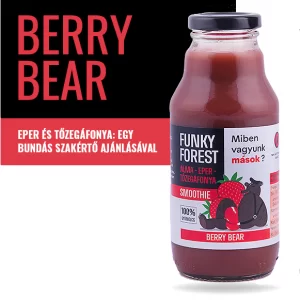 BERRY
BEAR
EPER ÉS TŐZEGÁFONYA: EGY
BUNDÁS SZAKÉRTŐ AJÁNLÁSÁVAL
FUNKY
FOREST
ALMA - EPER -
TŐZEGÁFONYA
SMOOTHIE
100%
BERRY BEAR
Miben
vagyunk
mások?